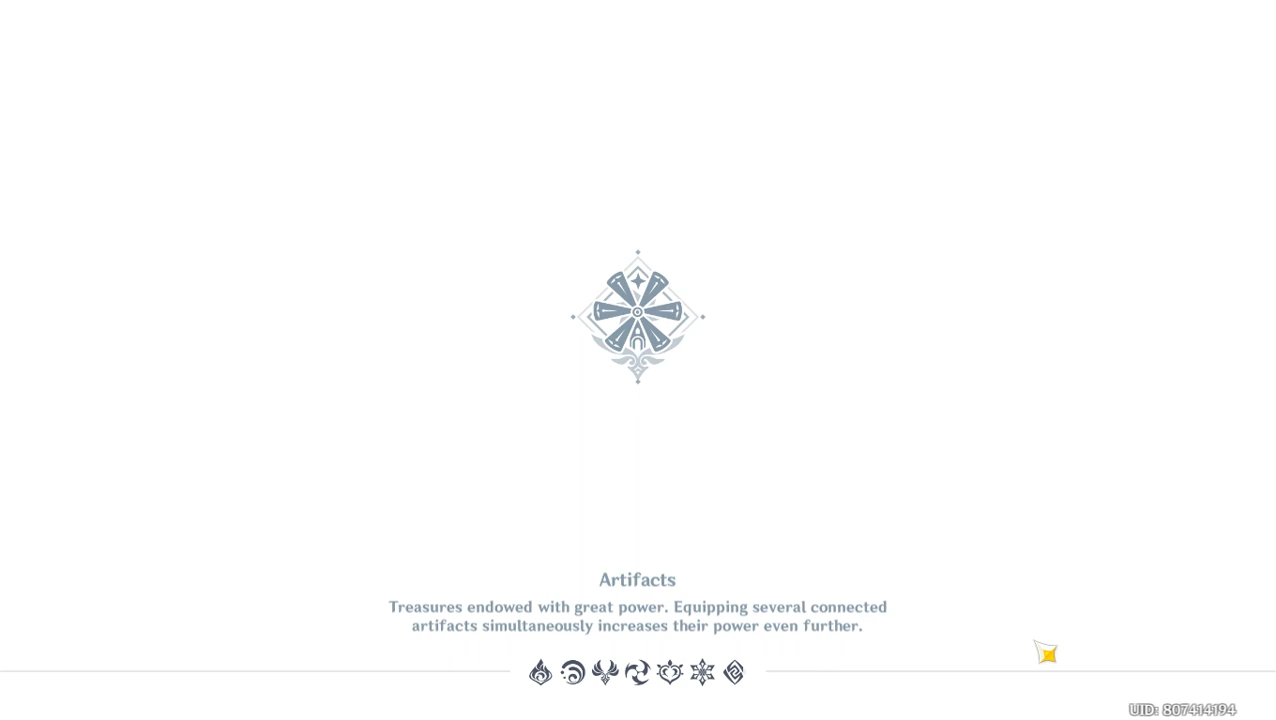 Artifacts
Treasures endowed with great power. Equipping several connected
artifacts simultaneously increases their power even further.
UID: 807414194